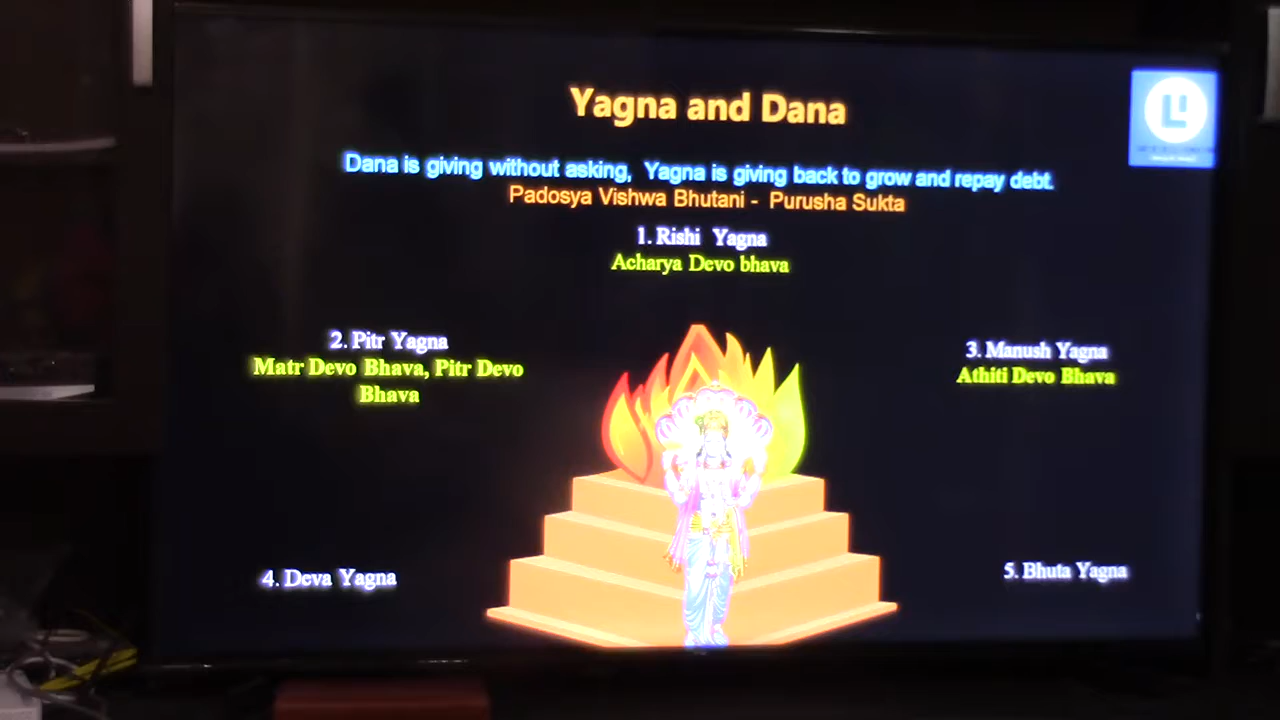 Yagna and Dana
Dana is giving without asking, Yagna is giving back to grow and repay debt.
Padosya Vishwa Bhutani - Purusha Sukta
1. Rishi Yagna
Acharya Devo bhava
2. Pitr Yagna
Matr Devo Bhava, Pitr Devo
Bhava
3. Manush Yagna
Athiti Devo Bhava
4. Deva Yagna
5. Bhuta Yagna